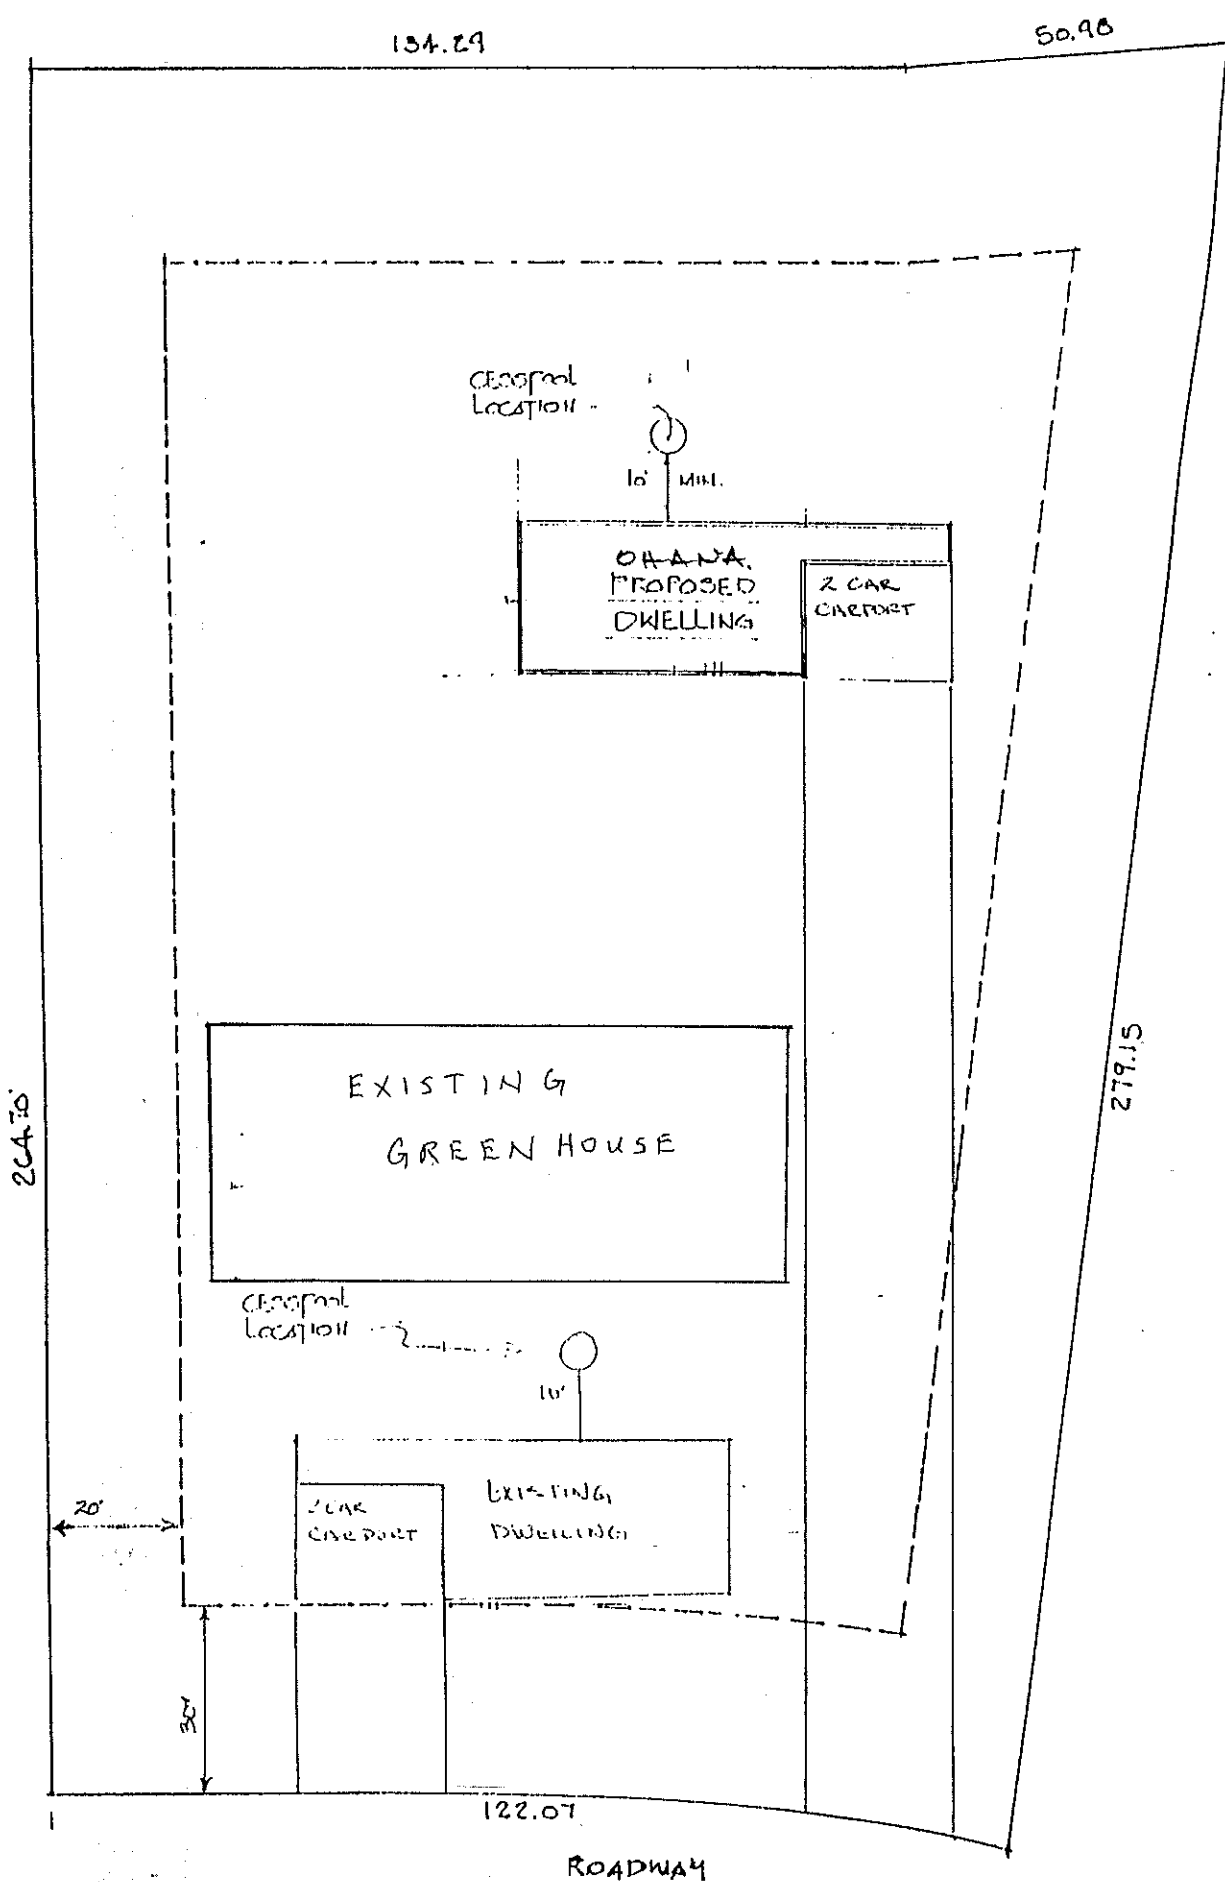 134.29
50.98
CESSPOOL
LOCATION
10' MIN.
OHANA
PROPOSED
DWELLING
2 CAR
CARPORT
EXISTING
GREEN HOUSE
279.15
264.70'
CESSPOOL
LOCATION
10'
2 CAR
CARPORT
EXISTING
DWELLING
20'
30'
122.07
ROADWAY